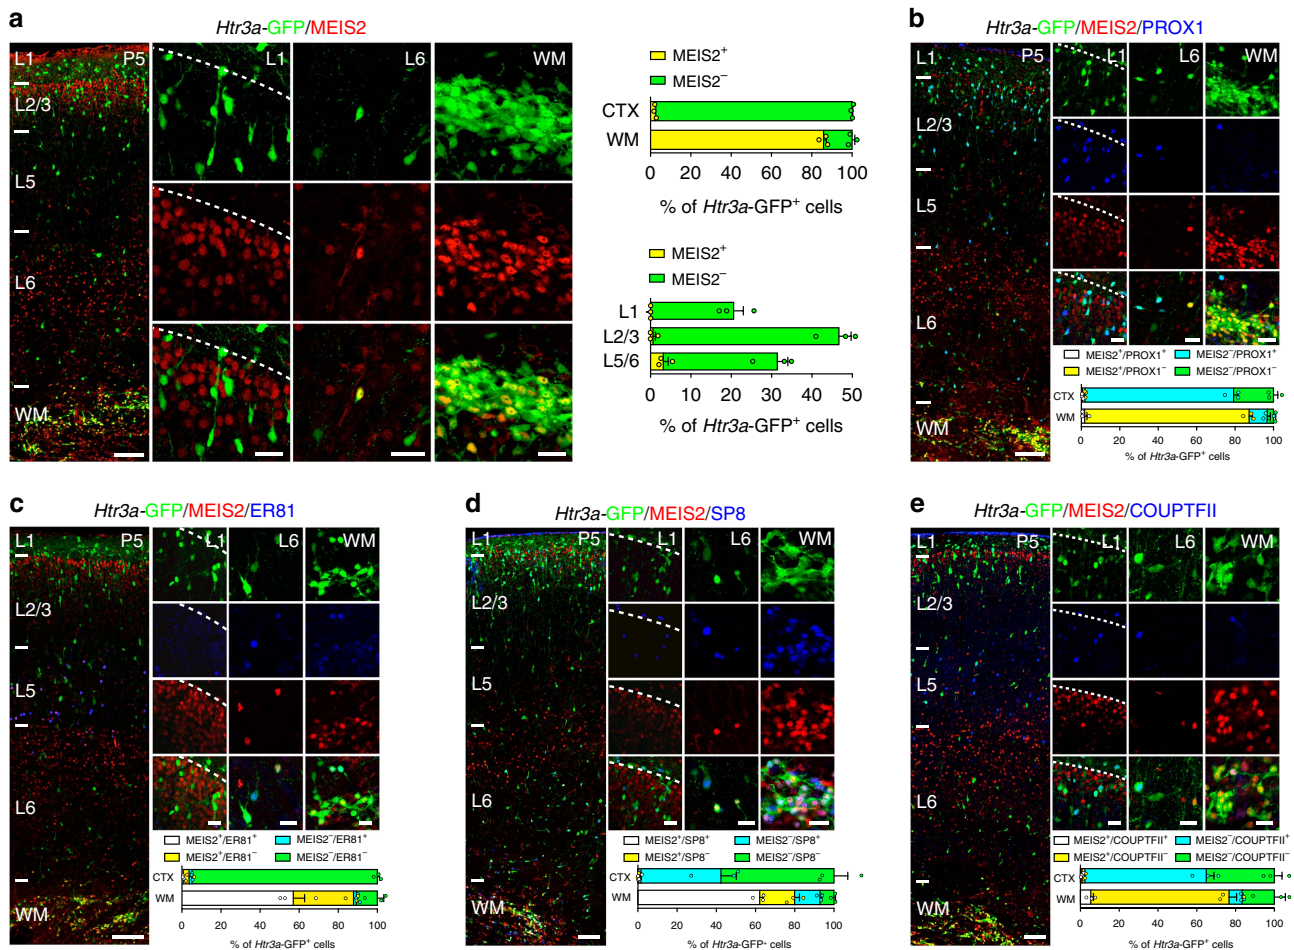 a
Htr3a-GFP/MEIS2
L1
P5
L2/3
L5
L6
WM
L1
L6
WM
MEIS2⁺
MEIS2⁻
CTX
WM
0 20 40 60 80 100
% of Htr3a-GFP⁺ cells
MEIS2⁺
MEIS2⁻
L1
L2/3
L5/6
0 10 20 30 40 50
% of Htr3a-GFP⁺ cells
b
Htr3a-GFP/MEIS2/PROX1
L1
P5
L2/3
L5
L6
WM
L1
L6
WM
MEIS2⁺/PROX1⁺ MEIS2⁻/PROX1⁺
MEIS2⁺/PROX1⁻ MEIS2⁻/PROX1⁻
CTX
WM
0 20 40 60 80 100
% of Htr3a-GFP⁺ cells
c
Htr3a-GFP/MEIS2/ER81
L1
P5
L2/3
L5
L6
WM
L1
L6
WM
MEIS2⁺/ER81⁺ MEIS2⁻/ER81⁺
MEIS2⁺/ER81⁻ MEIS2⁻/ER81⁻
CTX
WM
0 20 40 60 80 100
% of Htr3a-GFP⁺ cells
d
Htr3a-GFP/MEIS2/SP8
L1
P5
L2/3
L5
L6
WM
L1
L6
WM
MEIS2⁺/SP8⁺ MEIS2⁻/SP8⁺
MEIS2⁺/SP8⁻ MEIS2⁻/SP8⁻
CTX
WM
0 20 40 60 80 100
% of Htr3a-GFP⁺ cells
e
Htr3a-GFP/MEIS2/COUPTFII
L1
P5
L2/3
L5
L6
WM
L1
L6
WM
MEIS2⁺/COUPTFII⁺ MEIS2⁻/COUPTFII⁺
MEIS2⁺/COUPTFII⁻ MEIS2⁻/COUPTFII⁻
CTX
WM
0 20 40 60 80 100
% of Htr3a-GFP⁺ cells